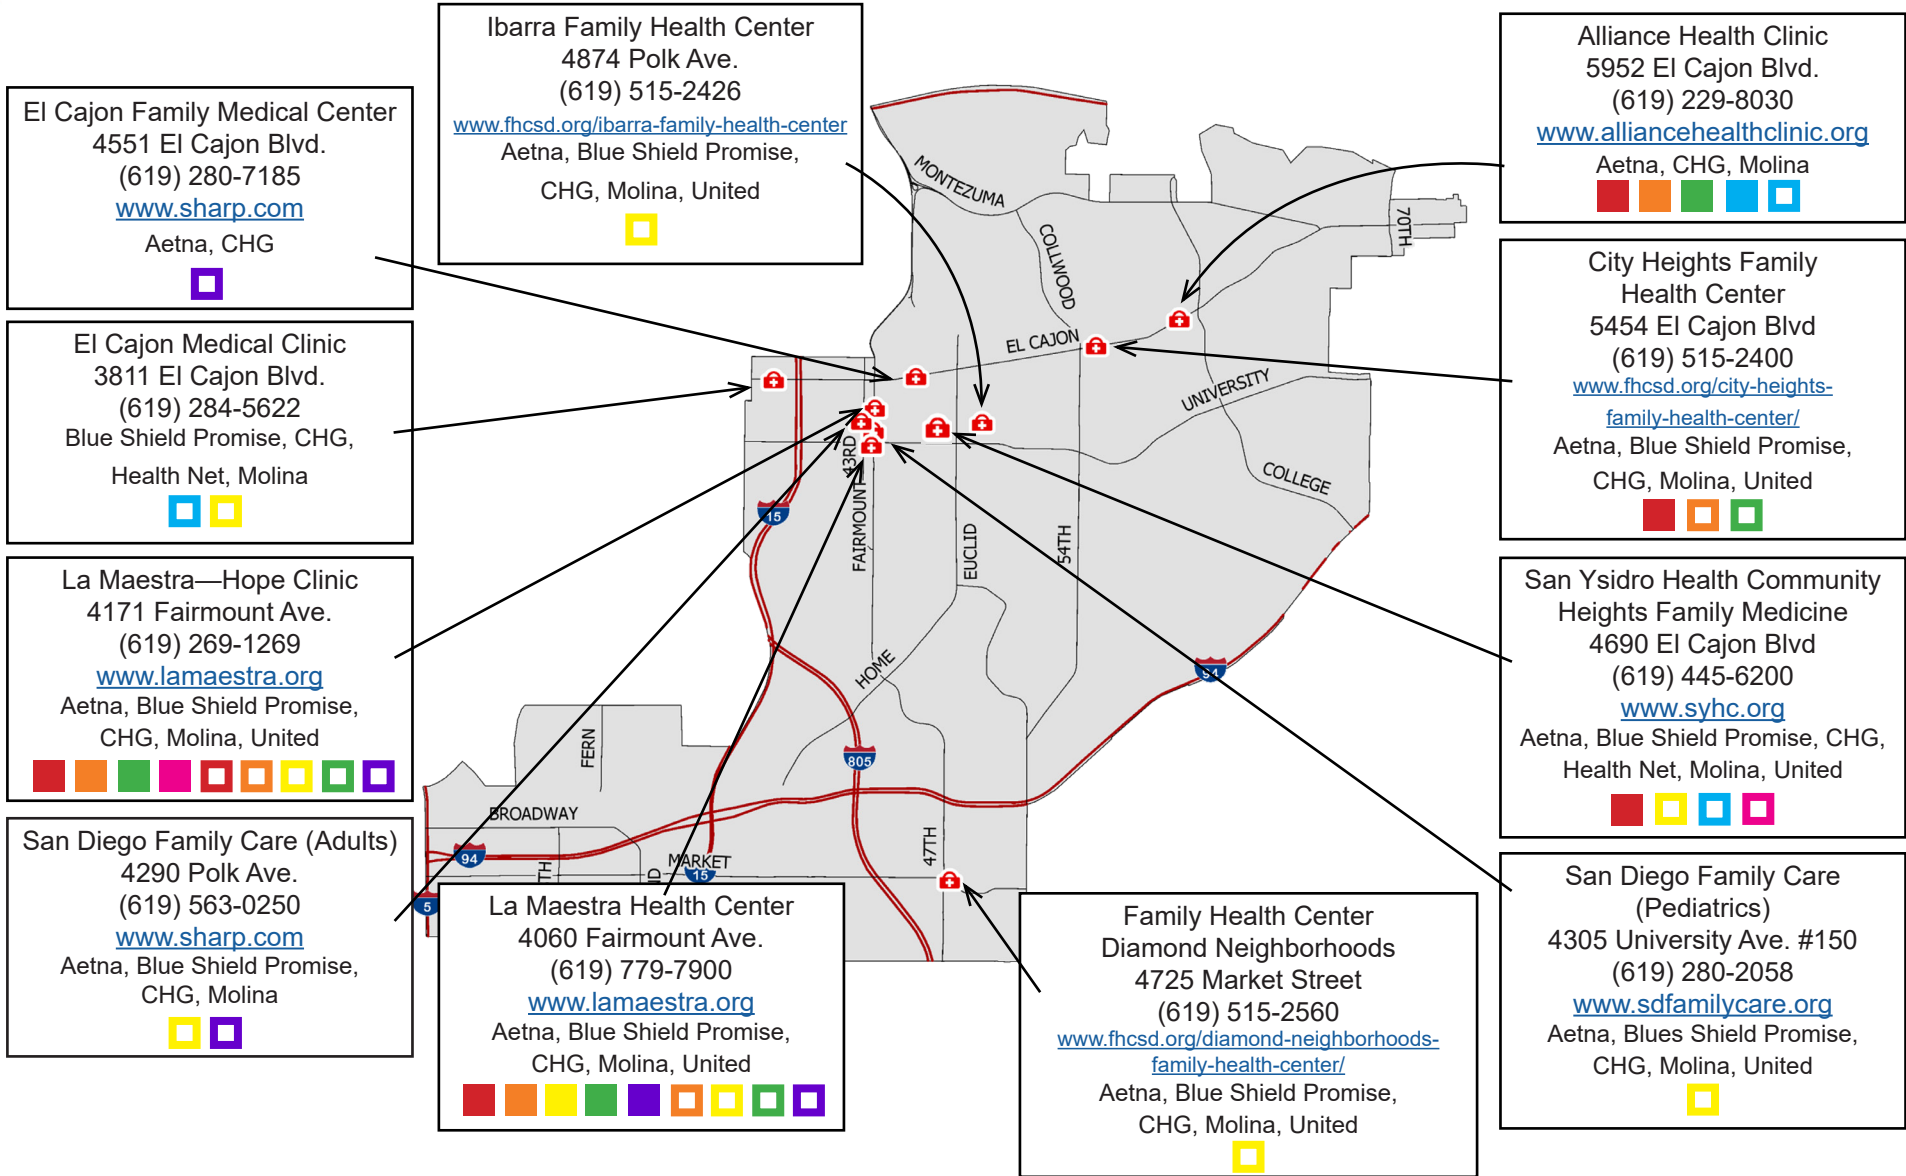 Ibarra Family Health Center
4874 Polk Ave.
(619) 515-2426
www.fhcsd.org/ibarra-family-health-center
Aetna, Blue Shield Promise,
CHG, Molina, United
Alliance Health Clinic
5952 El Cajon Blvd.
(619) 229-8030
www.alliancehealthclinic.org
Aetna, CHG, Molina
El Cajon Family Medical Center
4551 El Cajon Blvd.
(619) 280-7185
www.sharp.com
Aetna, CHG
City Heights Family
Health Center
5454 El Cajon Blvd
(619) 515-2400
www.fhcsd.org/city-heights-
family-health-center/
Aetna, Blue Shield Promise,
CHG, Molina, United
El Cajon Medical Clinic
3811 El Cajon Blvd.
(619) 284-5622
Blue Shield Promise, CHG,
Health Net, Molina
La Maestra—Hope Clinic
4171 Fairmount Ave.
(619) 269-1269
www.lamaestra.org
Aetna, Blue Shield Promise,
CHG, Molina, United
San Ysidro Health Community
Heights Family Medicine
4690 El Cajon Blvd
(619) 445-6200
www.syhc.org
Aetna, Blue Shield Promise, CHG,
Health Net, Molina, United
San Diego Family Care (Adults)
4290 Polk Ave.
(619) 563-0250
www.sharp.com
Aetna, Blue Shield Promise,
CHG, Molina
La Maestra Health Center
4060 Fairmount Ave.
(619) 779-7900
www.lamaestra.org
Aetna, Blue Shield Promise,
CHG, Molina, United
Family Health Center
Diamond Neighborhoods
4725 Market Street
(619) 515-2560
www.fhcsd.org/diamond-neighborhoods-
family-health-center/
Aetna, Blue Shield Promise,
CHG, Molina, United
San Diego Family Care
(Pediatrics)
4305 University Ave. #150
(619) 280-2058
www.sdfamilycare.org
Aetna, Blues Shield Promise,
CHG, Molina, United
MONTEZUMA
COLLWOOD
70TH
EL CAJON
UNIVERSITY
COLLEGE
43RD
FAIRMOUNT
EUCLID
54TH
15
HOME
94
805
FERN
BROADWAY
94
MARKET
15
47TH
TH
ND
5